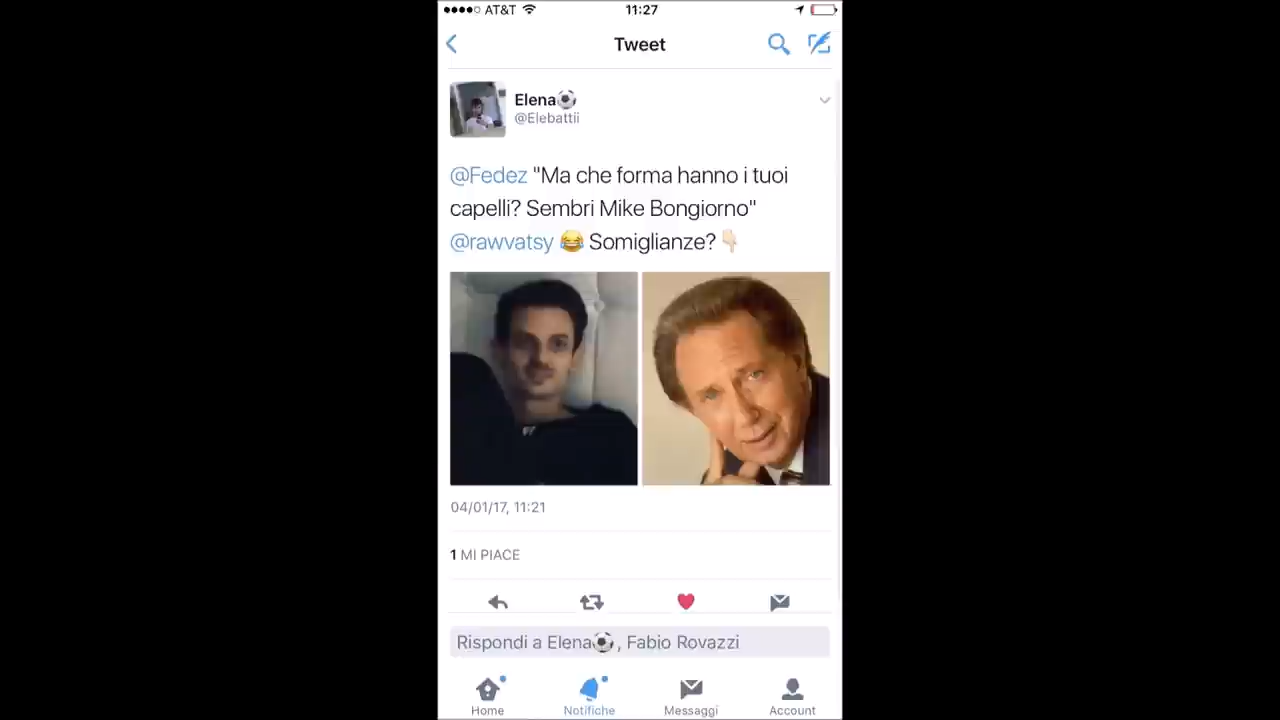 AT&T 11:27
Tweet
Elena⚽
@Elebattii
@Fedez "Ma che forma hanno i tuoi
capelli? Sembri Mike Bongiorno"
@rawvatsy 😂 Somiglianze?👇🏻
04/01/17, 11:21
1 MI PIACE
Rispondi a Elena⚽, Fabio Rovazzi
Home Notifiche Messaggi Account